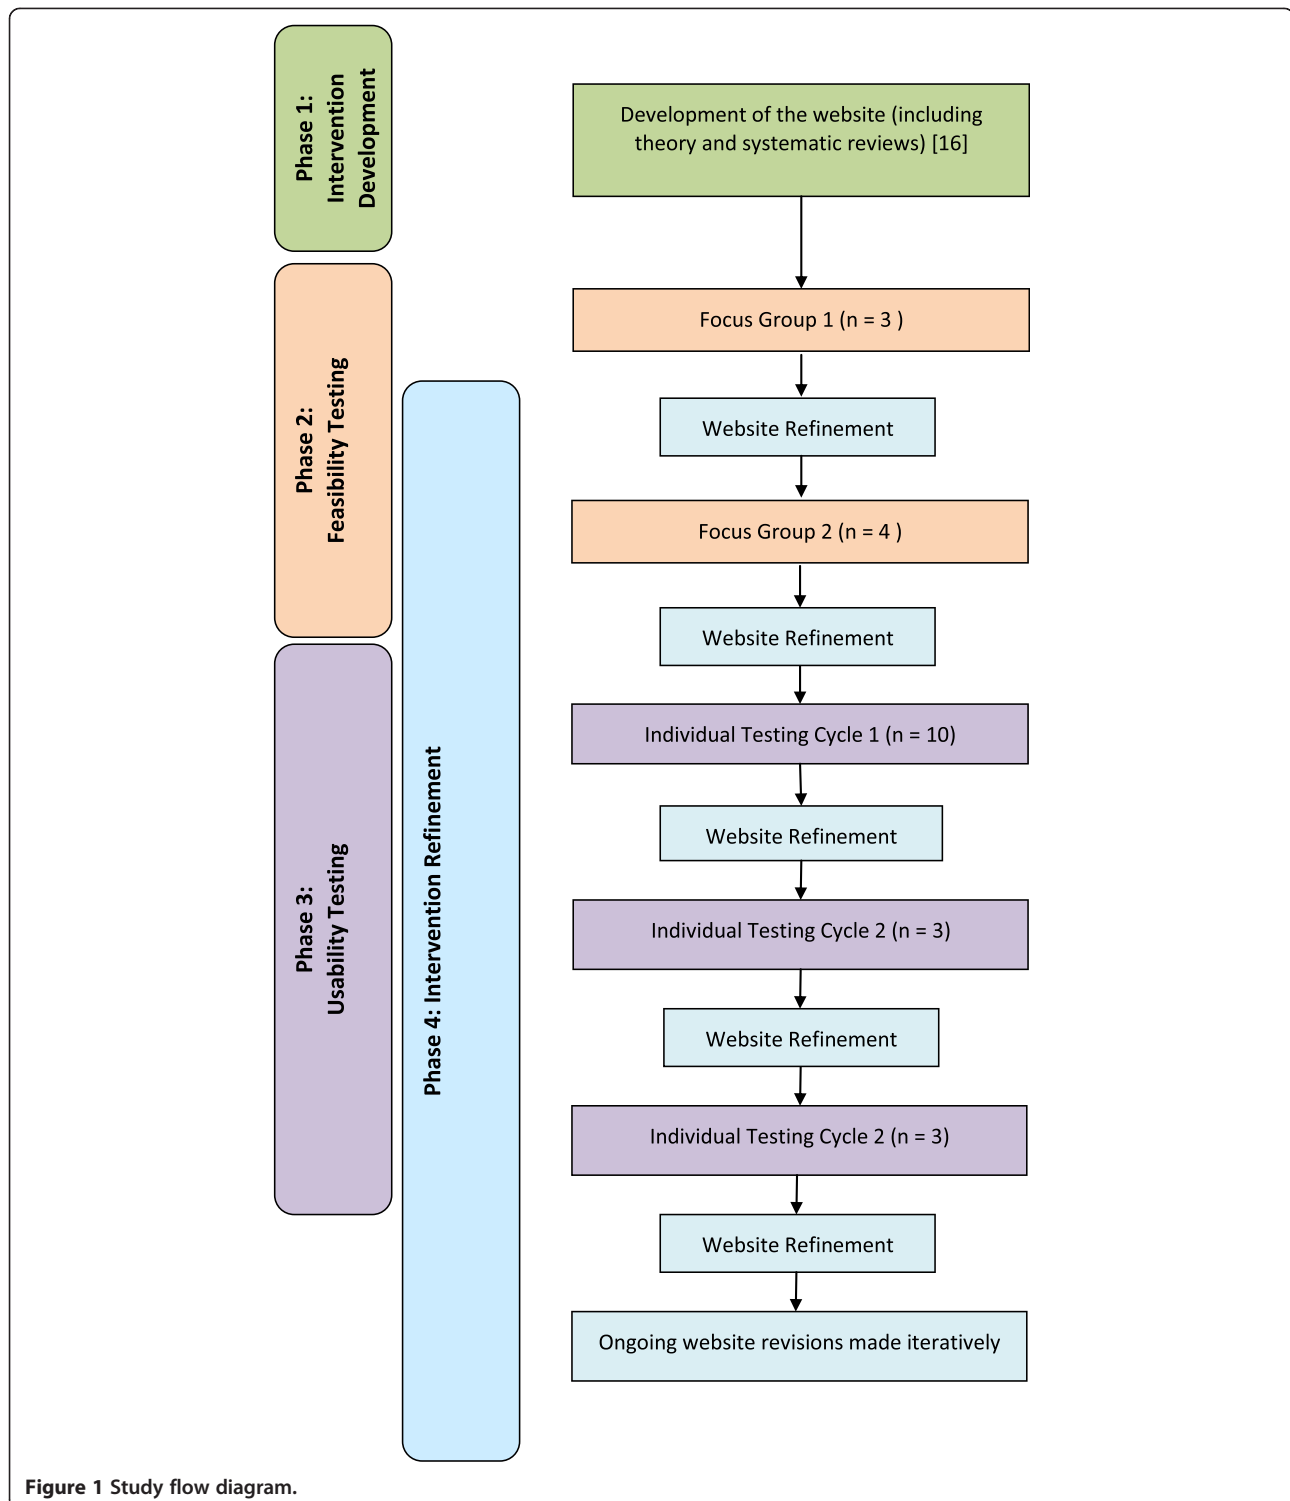 Phase 1:
Intervention
Development
Development of the website (including
theory and systematic reviews) [16]
Phase 2:
Feasibility Testing
Focus Group 1 (n = 3 )
Website Refinement
Focus Group 2 (n = 4 )
Website Refinement
Phase 3:
Usability Testing
Phase 4: Intervention Refinement
Individual Testing Cycle 1 (n = 10)
Website Refinement
Individual Testing Cycle 2 (n = 3)
Website Refinement
Individual Testing Cycle 2 (n = 3)
Website Refinement
Ongoing website revisions made iteratively
Figure 1 Study flow diagram.